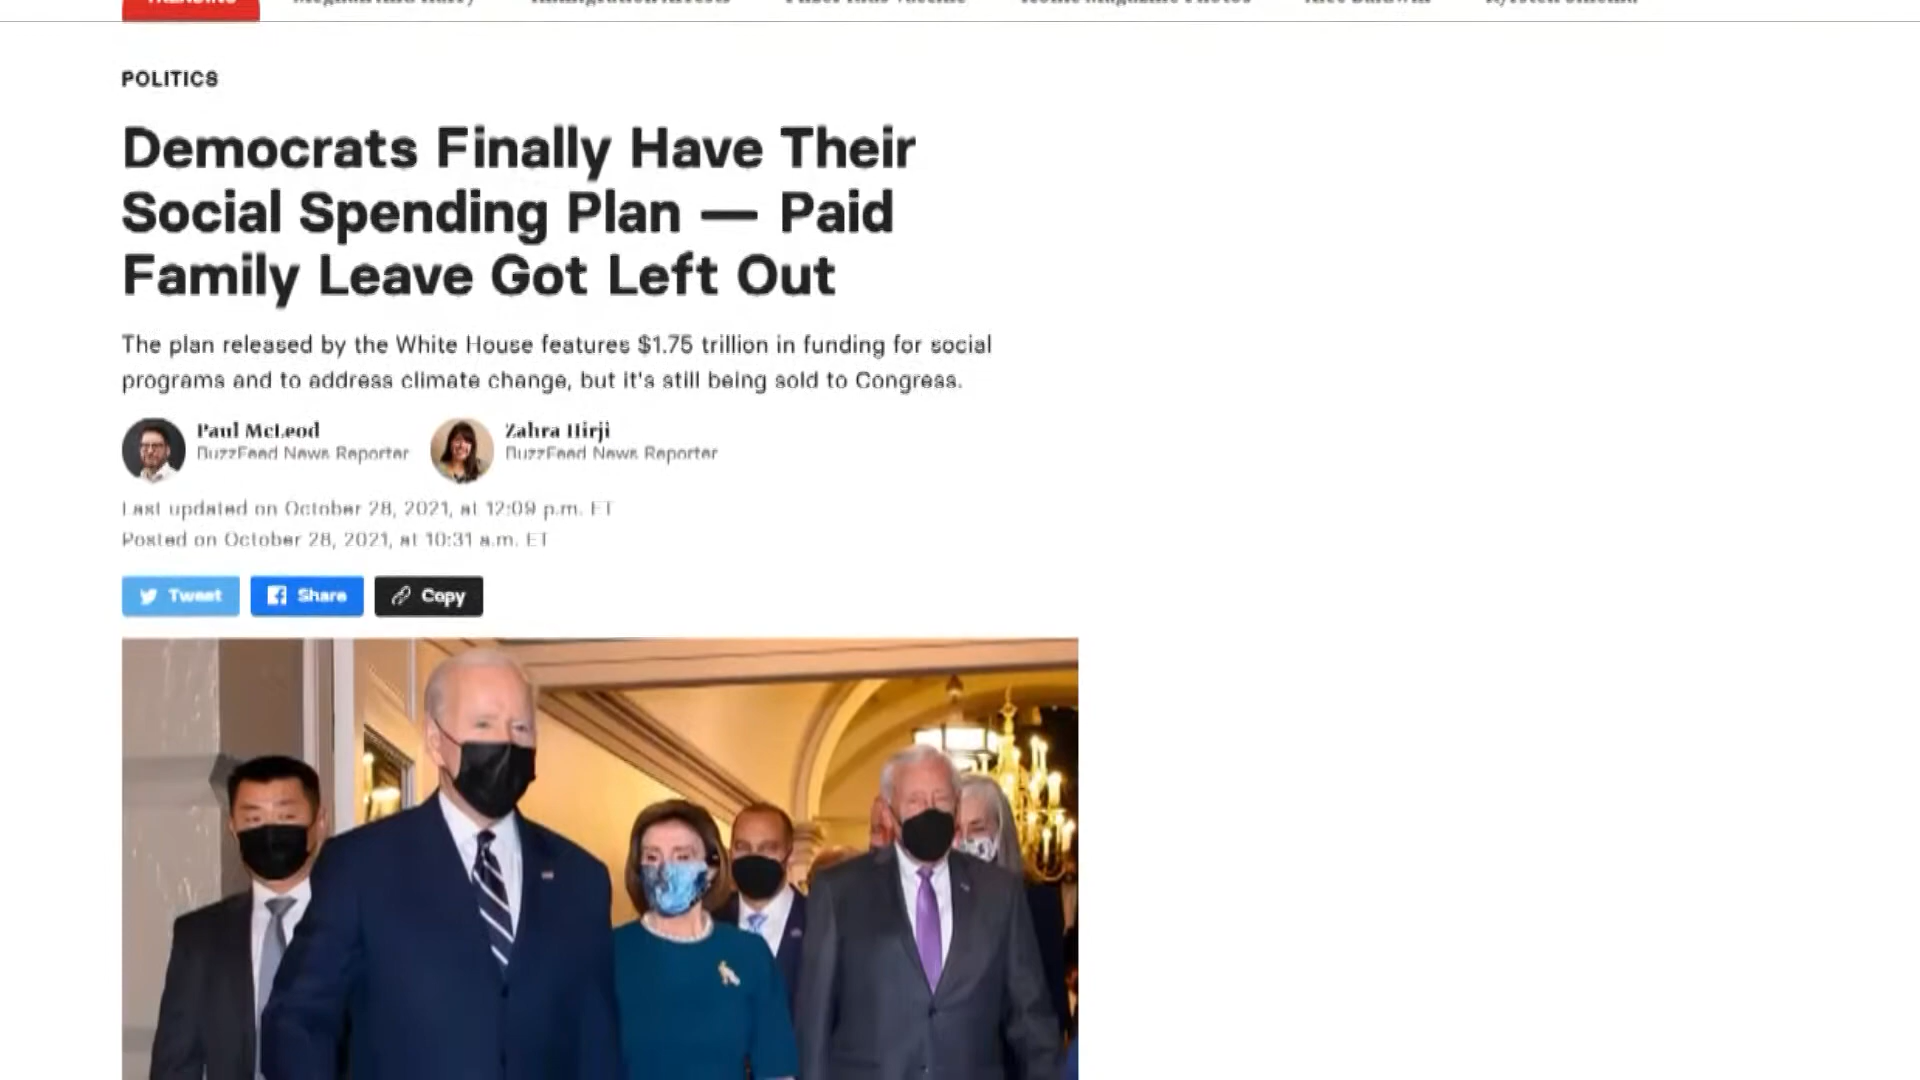 POLITICS
Democrats Finally Have Their
Social Spending Plan — Paid
Family Leave Got Left Out
The plan released by the White House features $1.75 trillion in funding for social
programs and to address climate change, but it's still being sold to Congress.
Paul McLeod
BuzzFeed News Reporter
Zahra Hirji
BuzzFeed News Reporter
Last updated on October 28, 2021, at 12:09 p.m. ET
Posted on October 28, 2021, at 10:31 a.m. ET
Tweet Share Copy